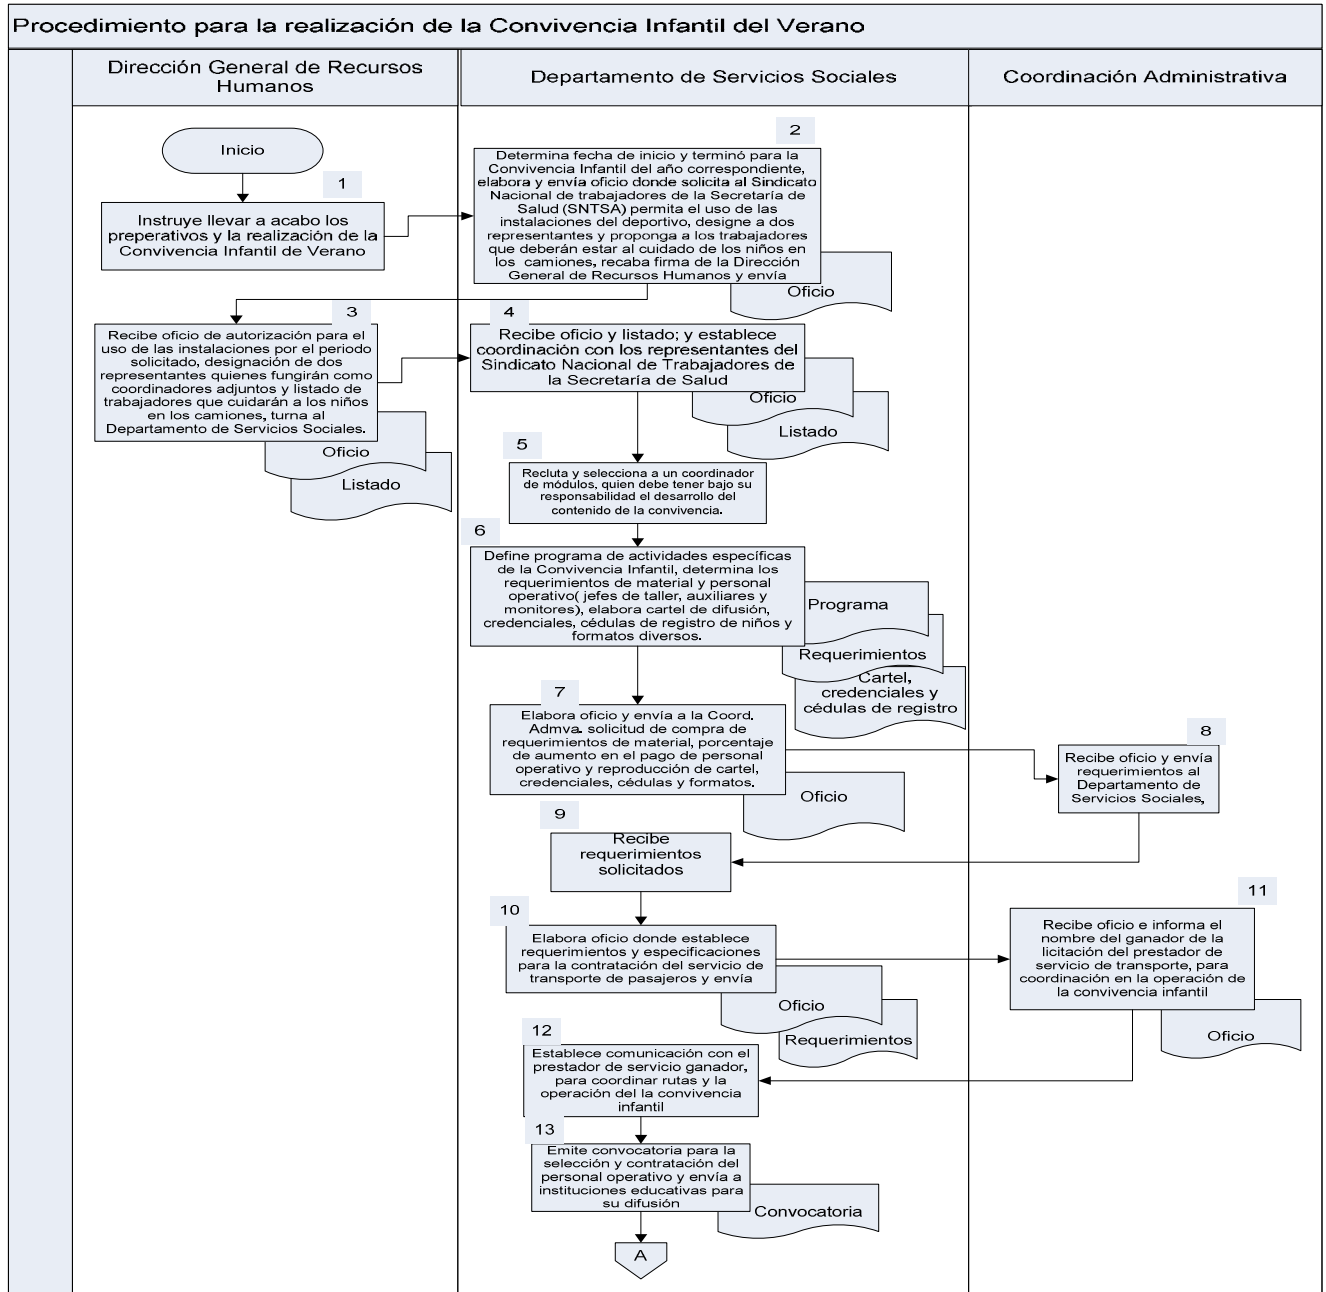 Procedimiento para la realización de la Convivencia Infantil del Verano
Dirección General de Recursos
Humanos
Departamento de Servicios Sociales
Coordinación Administrativa
Inicio
1
Instruye llevar a acabo los
preperativos y la realización de la
Convivencia Infantil de Verano
2
Determina fecha de inicio y terminó para la
Convivencia Infantil del año correspondiente,
elabora y envía oficio donde solicita al Sindicato
Nacional de trabajadores de la Secretaría de
Salud (SNTSA) permita el uso de las
instalaciones del deportivo, designe a dos
representantes y proponga a los trabajadores
que deberán estar al cuidado de los niños en
los camiones, recaba firma de la Dirección
General de Recursos Humanos y envía
Oficio
3
Recibe oficio de autorización para el
uso de las instalaciones por el periodo
solicitado, designación de dos
representantes quienes fungirán como
coordinadores adjuntos y listado de
trabajadores que cuidarán a los niños
en los camiones, turna al
Departamento de Servicios Sociales.
Oficio
Listado
4
Recibe oficio y listado; y establece
coordinación con los representantes del
Sindicato Nacional de Trabajadores de
la Secretaría de Salud
Oficio
Listado
5
Recluta y selecciona a un coordinador
de módulos, quien debe tener bajo su
responsabilidad el desarrollo del
contenido de la convivencia.
6
Define programa de actividades específicas
de la Convivencia Infantil, determina los
requerimientos de material y personal
operativo( jefes de taller, auxiliares y
monitores), elabora cartel de difusión,
credenciales, cédulas de registro de niños y
formatos diversos.
Programa
Requerimientos
Cartel,
credenciales y
cédulas de registro
7
Elabora oficio y envía a la Coord.
Admva. solicitud de compra de
requerimientos de material, porcentaje
de aumento en el pago de personal
operativo y reproducción de cartel,
credenciales, cédulas y formatos.
Oficio
8
Recibe oficio y envía
requerimientos al
Departamento de
Servicios Sociales,
9
Recibe
requerimientos
solicitados
10
Elabora oficio donde establece
requerimientos y especificaciones
para la contratación del servicio de
transporte de pasajeros y envía
Oficio
Requerimientos
11
Recibe oficio e informa el
nombre del ganador de la
licitación del prestador de
servicio de transporte, para
coordinación en la operación de
la convivencia infantil
Oficio
12
Establece comunicación con el
prestador de servicio ganador,
para coordinar rutas y la
operación del la convivencia
infantil
13
Emite convocatoria para la
selección y contratación del
personal operativo y envía a
instituciones educativas para
su difusión
Convocatoria
A